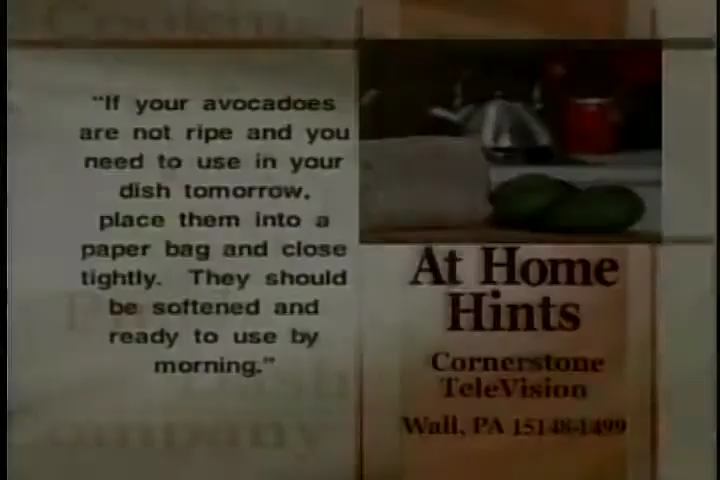 Cooking
"If your avocadoes
are not ripe and you
need to use in your
dish tomorrow,
place them into a
paper bag and close
tightly. They should
be softened and
ready to use by
morning."
Company
At Home
Hints
Cornerstone
TeleVision
Wall, PA 15148-1499